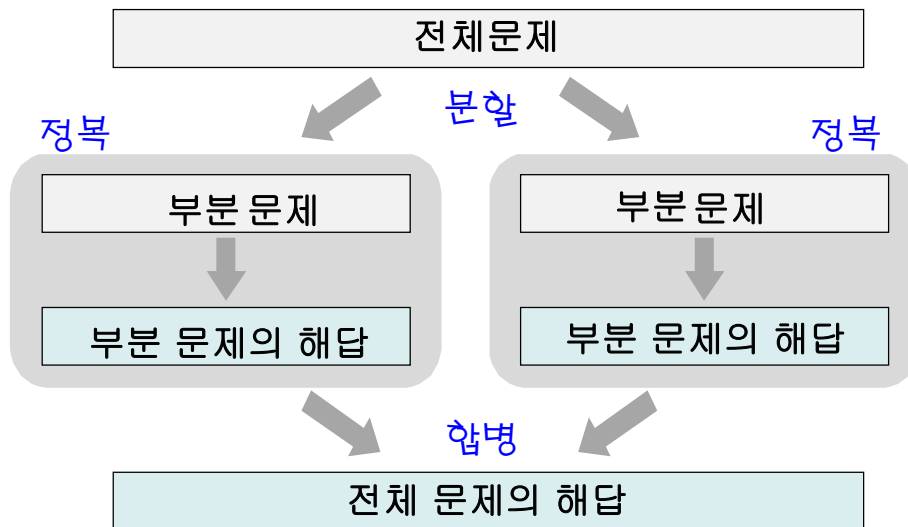 전체문제
분할
정복 정복
부분 문제 부분 문제
부분 문제의 해답 부분 문제의 해답
합병
전체 문제의 해답